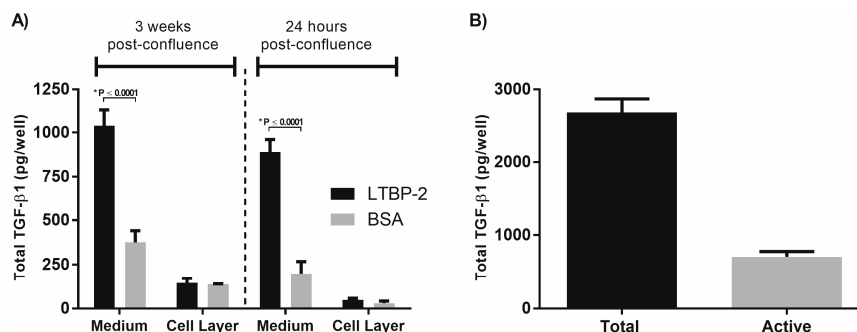 A)
3 weeks
post-confluence
24 hours
post-confluence
Total TGF-β1 (pg/well)
1250
1000
750
500
250
0
* P < 0.0001
* P < 0.0001
LTBP-2
BSA
Medium
Cell Layer
Medium
Cell Layer
B)
Total TGF-β1 (pg/well)
3000
2000
1000
0
Total
Active